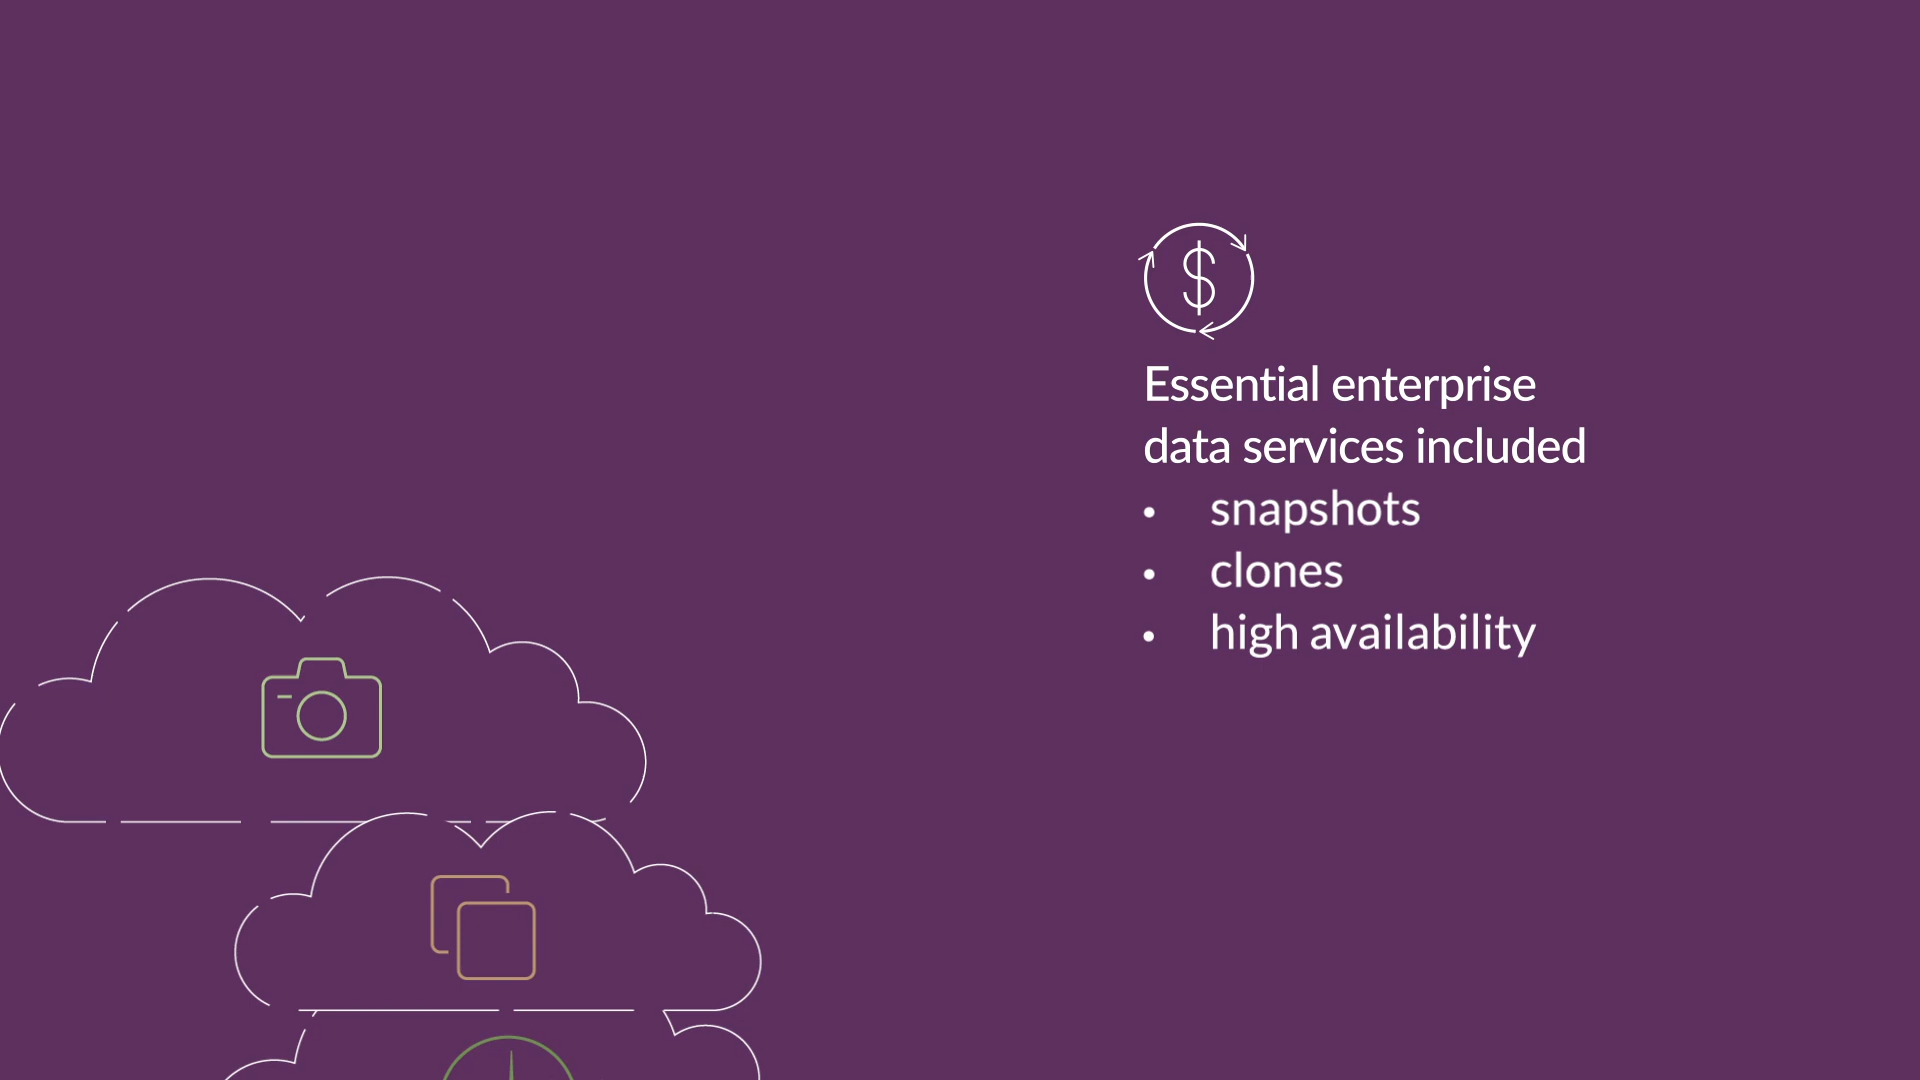 $
Essential enterprise
data services included
• snapshots
• clones
• high availability